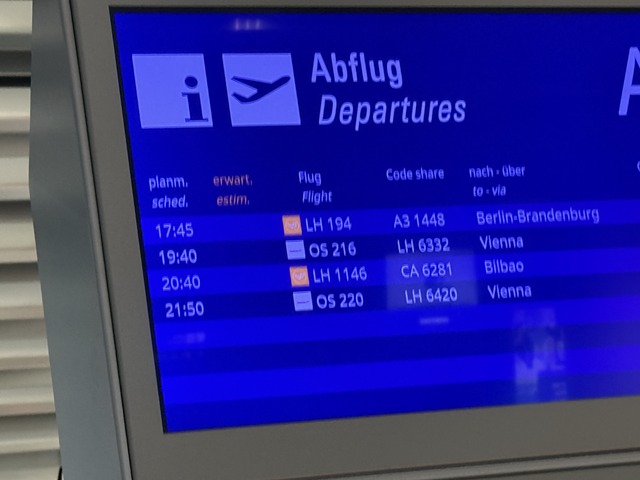 Abflug
Departures
planm. erwart. Flug Code share nach - über
sched. estim. Flight to - via
17:45 LH 194 A3 1448 Berlin-Brandenburg
19:40 OS 216 LH 6332 Vienna
20:40 LH 1146 CA 6281 Bilbao
21:50 OS 220 LH 6420 Vienna